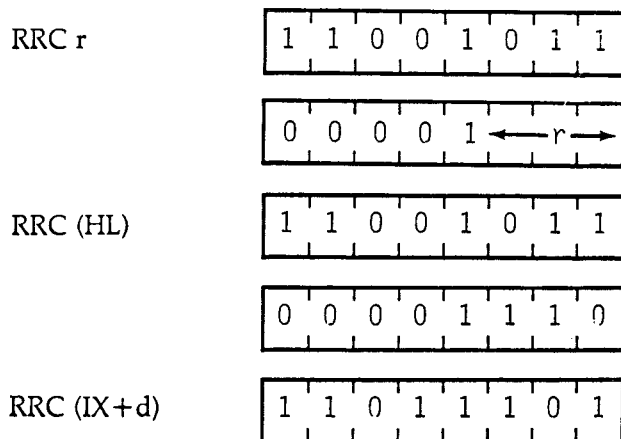 RRC r 1 1 0 0 1 0 1 1
0 0 0 0 1 r
RRC (HL) 1 1 0 0 1 0 1 1
0 0 0 0 1 1 1 0
RRC (IX+d) 1 1 0 1 1 1 0 1